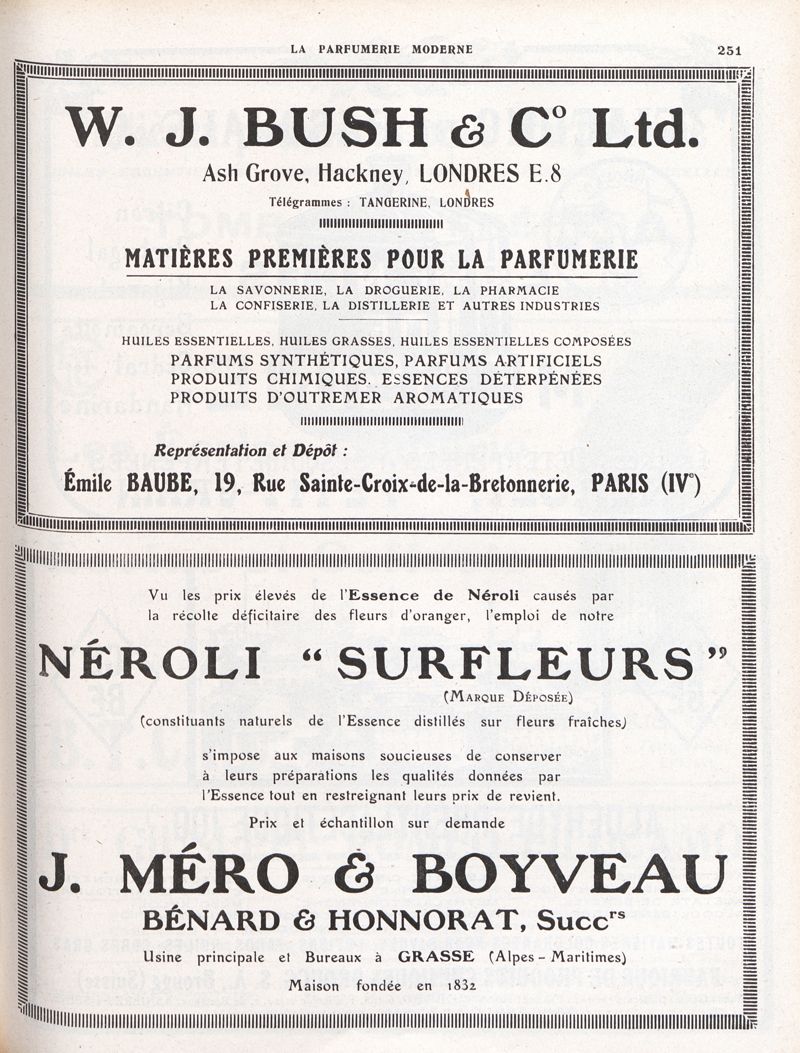 LA PARFUMERIE MODERNE
251
W. J. BUSH & Cº Ltd.
Ash Grove, Hackney, LONDRES E.8
Télégrammes : TANGERINE, LONDRES
MATIÈRES PREMIÈRES POUR LA PARFUMERIE
LA SAVONNERIE, LA DROGUERIE, LA PHARMACIE
LA CONFISERIE, LA DISTILLERIE ET AUTRES INDUSTRIES
HUILES ESSENTIELLES, HUILES GRASSES, HUILES ESSENTIELLES COMPOSÉES
PARFUMS SYNTHÉTIQUES, PARFUMS ARTIFICIELS
PRODUITS CHIMIQUES. ESSENCES DÉTERPÉNÉES
PRODUITS D'OUTREMER AROMATIQUES
Représentation et Dépôt :
Émile BAUBE, 19, Rue Sainte-Croix-de-la-Bretonnerie, PARIS (IVº)
Vu les prix élevés de l'Essence de Néroli causés par
la récolte déficitaire des fleurs d'oranger, l'emploi de notre
NÉROLI “ SURFLEURS ”
(MARQUE DÉPOSÉE)
(constituants naturels de l'Essence distillés sur fleurs fraîches)
s'impose aux maisons soucieuses de conserver
à leurs préparations les qualités données par
l'Essence tout en restreignant leurs prix de revient.
Prix et échantillon sur demande
J. MÉRO & BOYVEAU
BÉNARD & HONNORAT, Succrs
Usine principale et Bureaux à GRASSE (Alpes-Maritimes)
Maison fondée en 1832